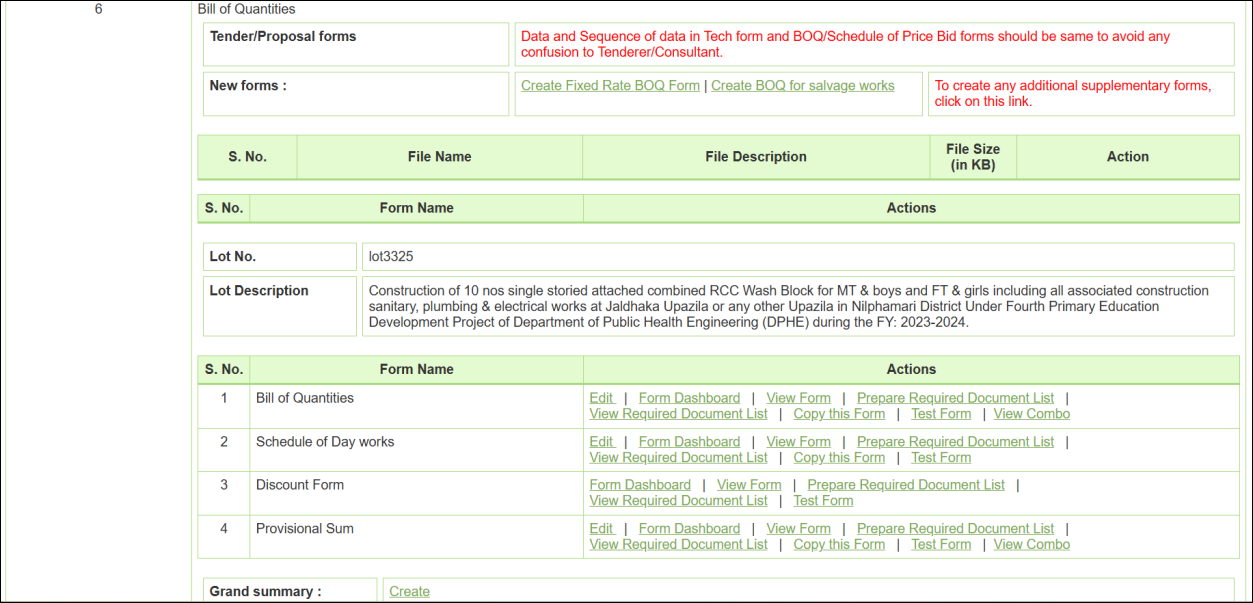 6
Bill of Quantities
Tender/Proposal forms
Data and Sequence of data in Tech form and BOQ/Schedule of Price Bid forms should be same to avoid any
confusion to Tenderer/Consultant.
New forms :
Create Fixed Rate BOQ Form | Create BOQ for salvage works
To create any additional supplementary forms,
click on this link.
S. No.
File Name
File Description
File Size
(in KB)
Action
S. No.
Form Name
Actions
Lot No.
lot3325
Lot Description
Construction of 10 nos single storied attached combined RCC Wash Block for MT & boys and FT & girls including all associated construction
sanitary, plumbing & electrical works at Jaldhaka Upazila or any other Upazila in Nilphamari District Under Fourth Primary Education
Development Project of Department of Public Health Engineering (DPHE) during the FY: 2023-2024.
S. No.
Form Name
Actions
1
Bill of Quantities
Edit | Form Dashboard | View Form | Prepare Required Document List |
View Required Document List | Copy this Form | Test Form | View Combo
2
Schedule of Day works
Edit | Form Dashboard | View Form | Prepare Required Document List |
View Required Document List | Copy this Form | Test Form
3
Discount Form
Form Dashboard | View Form | Prepare Required Document List |
View Required Document List | Test Form
4
Provisional Sum
Edit | Form Dashboard | View Form | Prepare Required Document List |
View Required Document List | Copy this Form | Test Form | View Combo
Grand summary :
Create